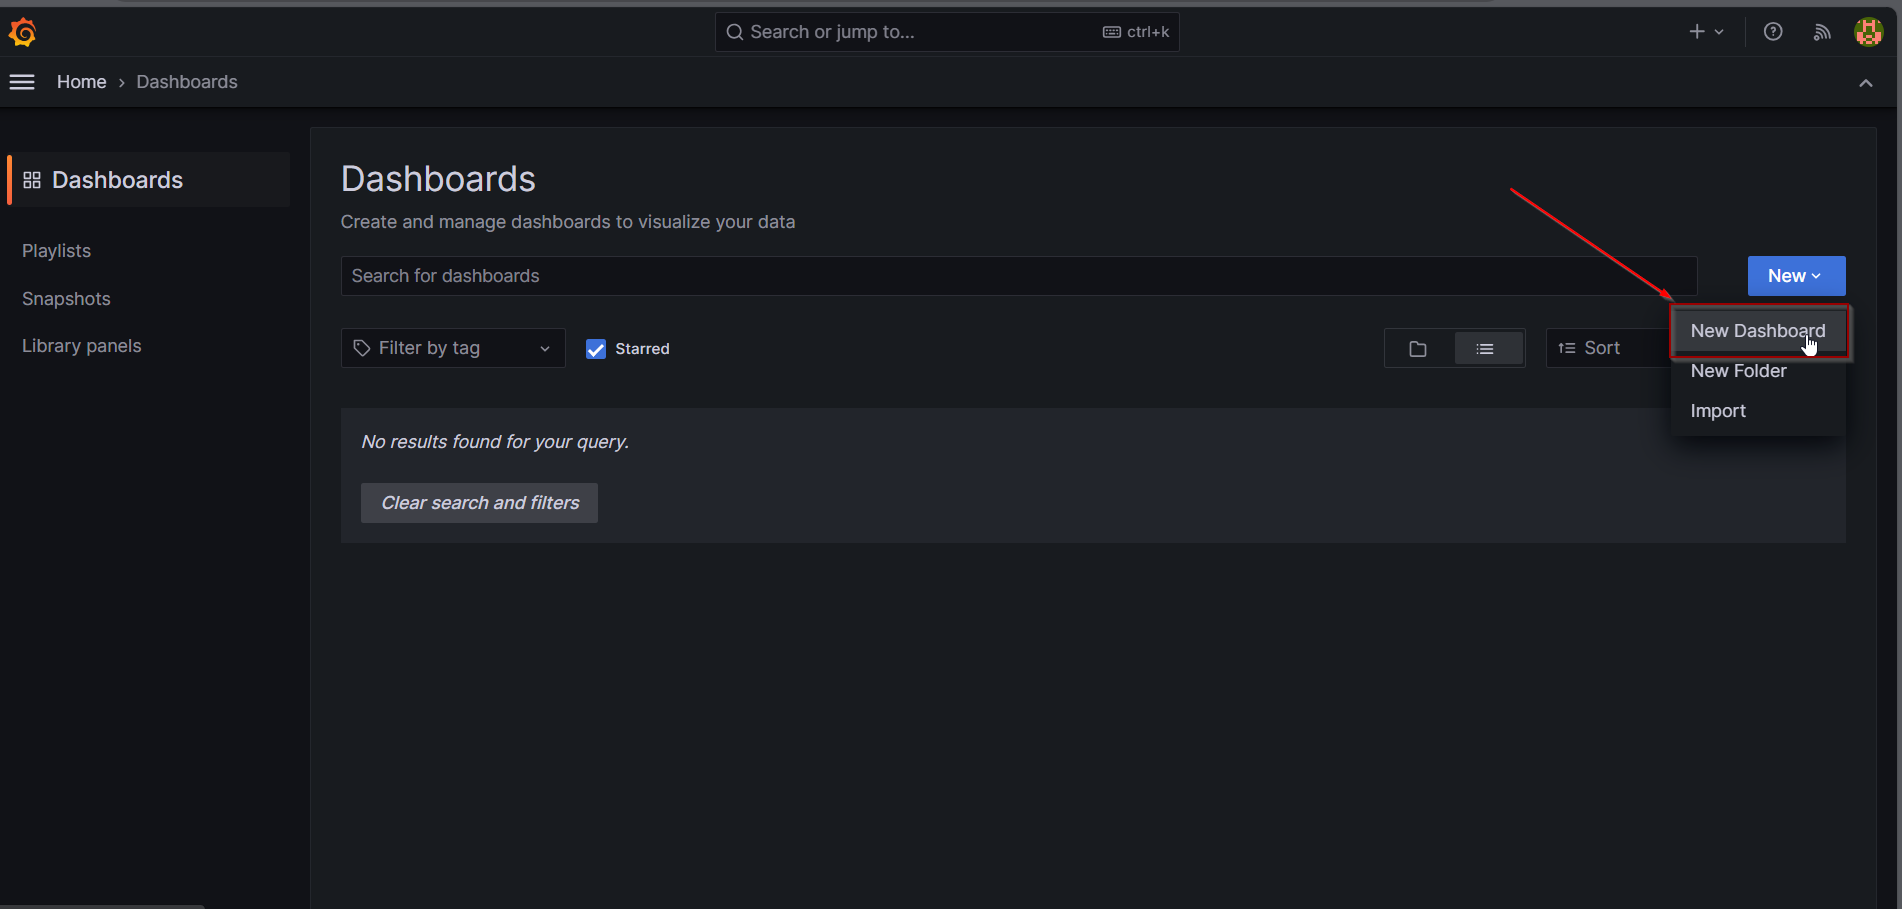 Search or jump to...
ctrl+k
Home › Dashboards
Dashboards
Playlists
Snapshots
Library panels
Dashboards
Create and manage dashboards to visualize your data
Search for dashboards
New
Filter by tag
Starred
Sort
New Dashboard
New Folder
Import
No results found for your query.
Clear search and filters